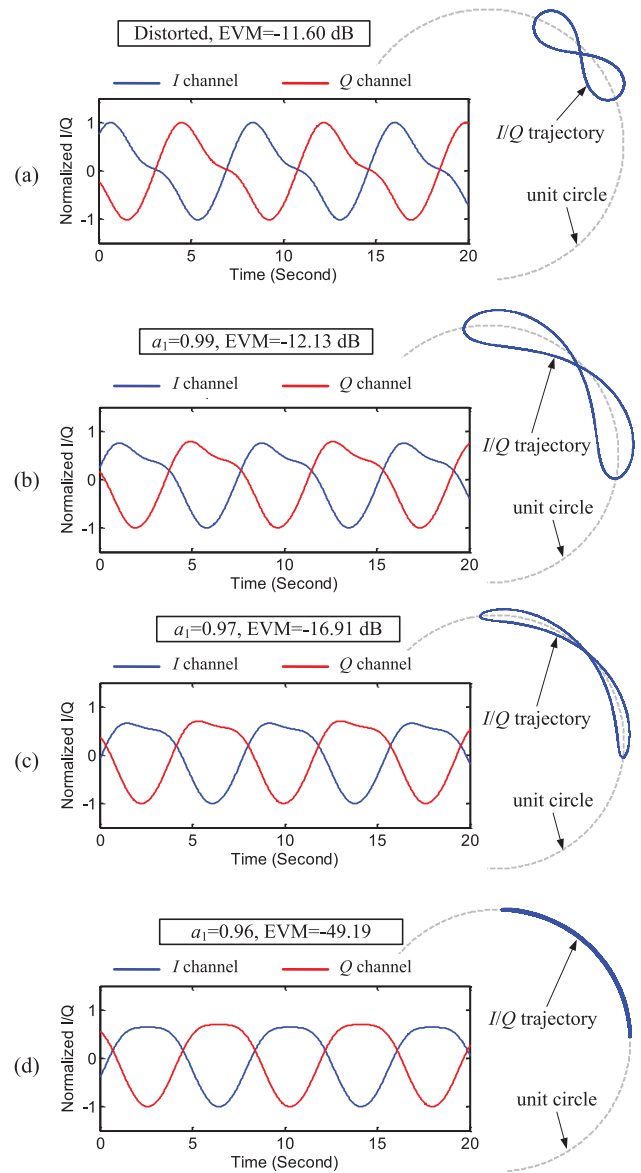 (a)
Distorted, EVM=-11.60 dB
I channel
Q channel
Normalized I/Q
1
0
-1
0
5
10
15
20
Time (Second)
I/Q trajectory
unit circle
(b)
a1=0.99, EVM=-12.13 dB
I channel
Q channel
Normalized I/Q
1
0
-1
0
5
10
15
20
Time (Second)
I/Q trajectory
unit circle
(c)
a1=0.97, EVM=-16.91 dB
I channel
Q channel
Normalized I/Q
1
0
-1
0
5
10
15
20
Time (Second)
I/Q trajectory
unit circle
(d)
a1=0.96, EVM=-49.19
I channel
Q channel
Normalized I/Q
1
0
-1
0
5
10
15
20
Time (Second)
I/Q trajectory
unit circle